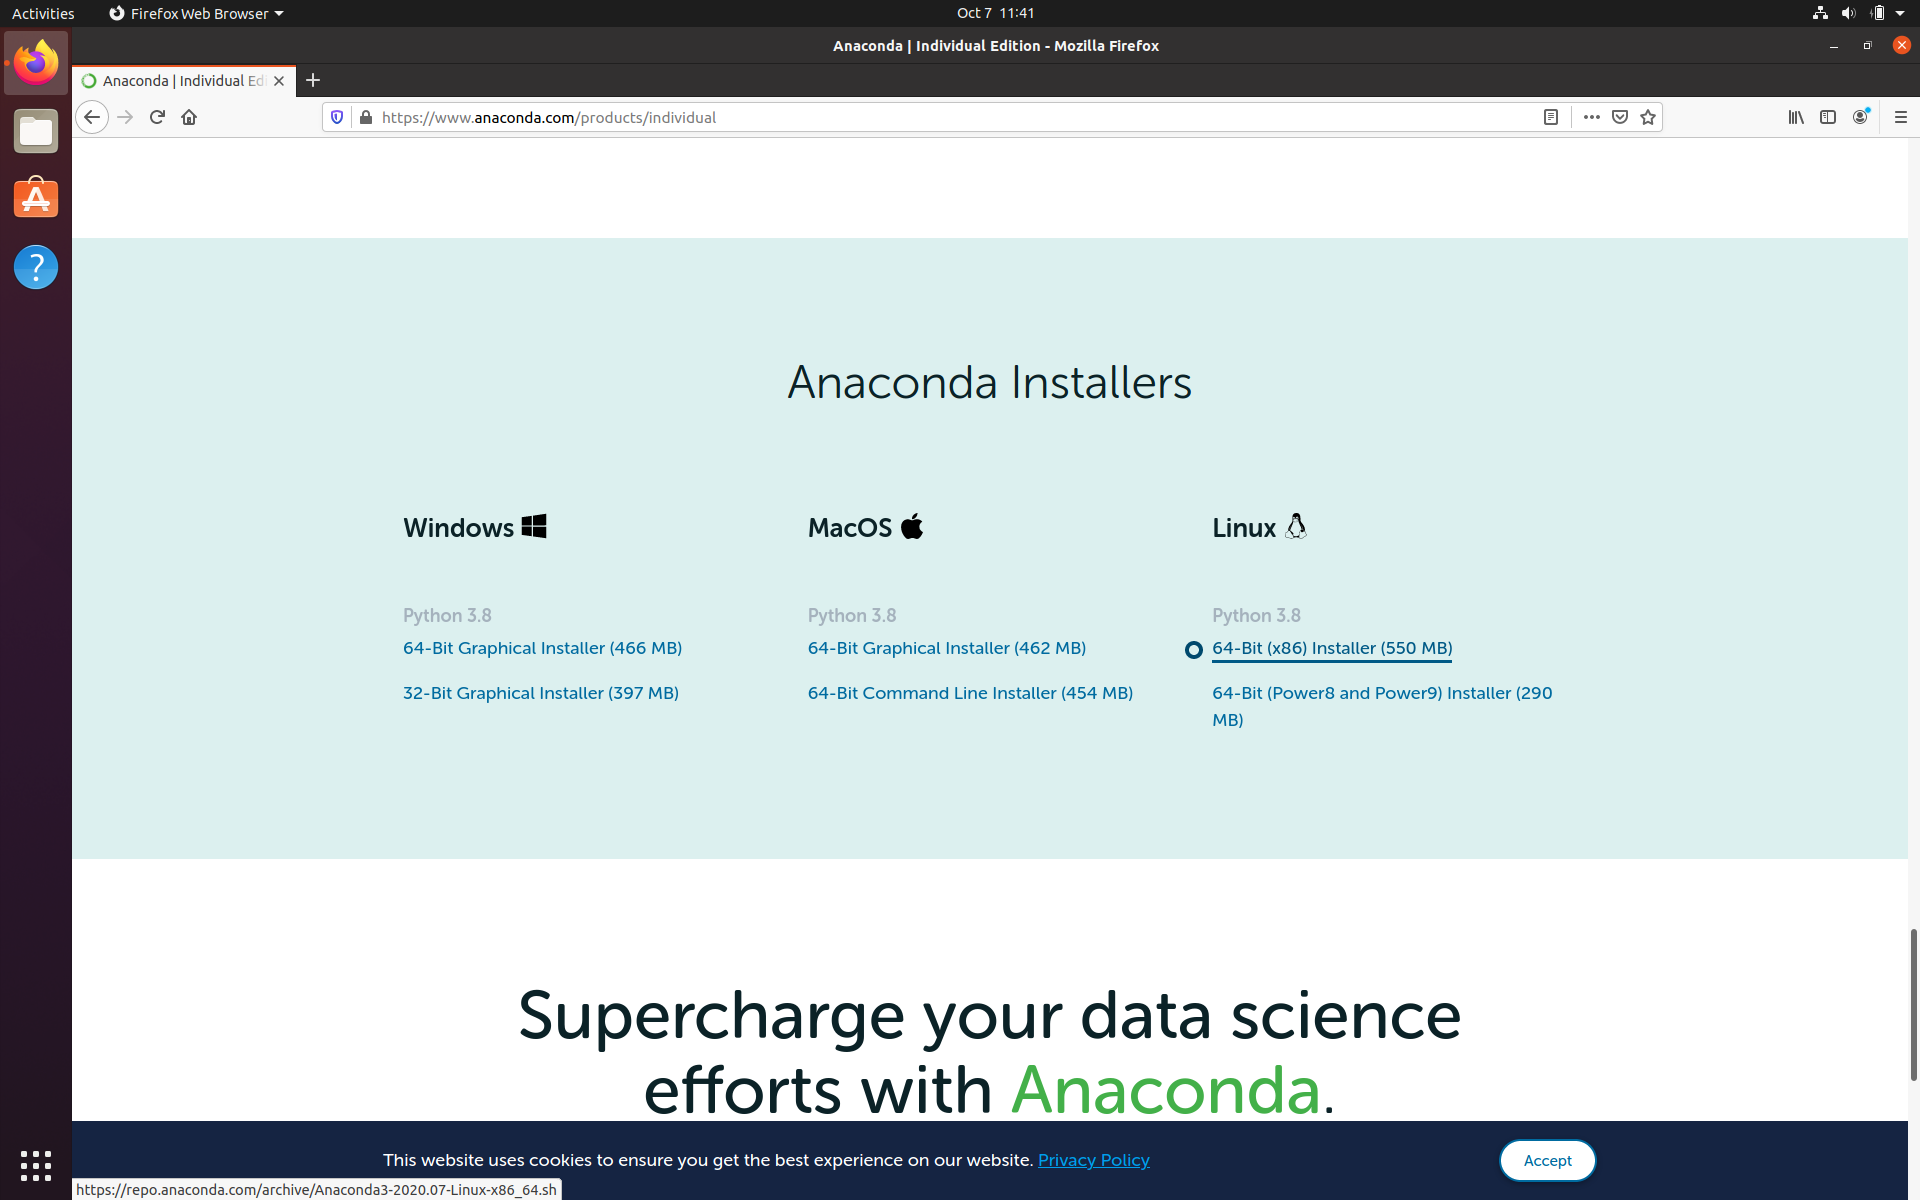 Activities
Firefox Web Browser
Oct 7 11:41
Anaconda | Individual Edition - Mozilla Firefox
Anaconda | Individual Ed
https://www.anaconda.com/products/individual
Anaconda Installers
Windows
MacOS
Linux
Python 3.8
Python 3.8
Python 3.8
64-Bit Graphical Installer (466 MB)
64-Bit Graphical Installer (462 MB)
64-Bit (x86) Installer (550 MB)
32-Bit Graphical Installer (397 MB)
64-Bit Command Line Installer (454 MB)
64-Bit (Power8 and Power9) Installer (290
MB)
Supercharge your data science
efforts with Anaconda.
This website uses cookies to ensure you get the best experience on our website. Privacy Policy
Accept
https://repo.anaconda.com/archive/Anaconda3-2020.07-Linux-x86_64.sh